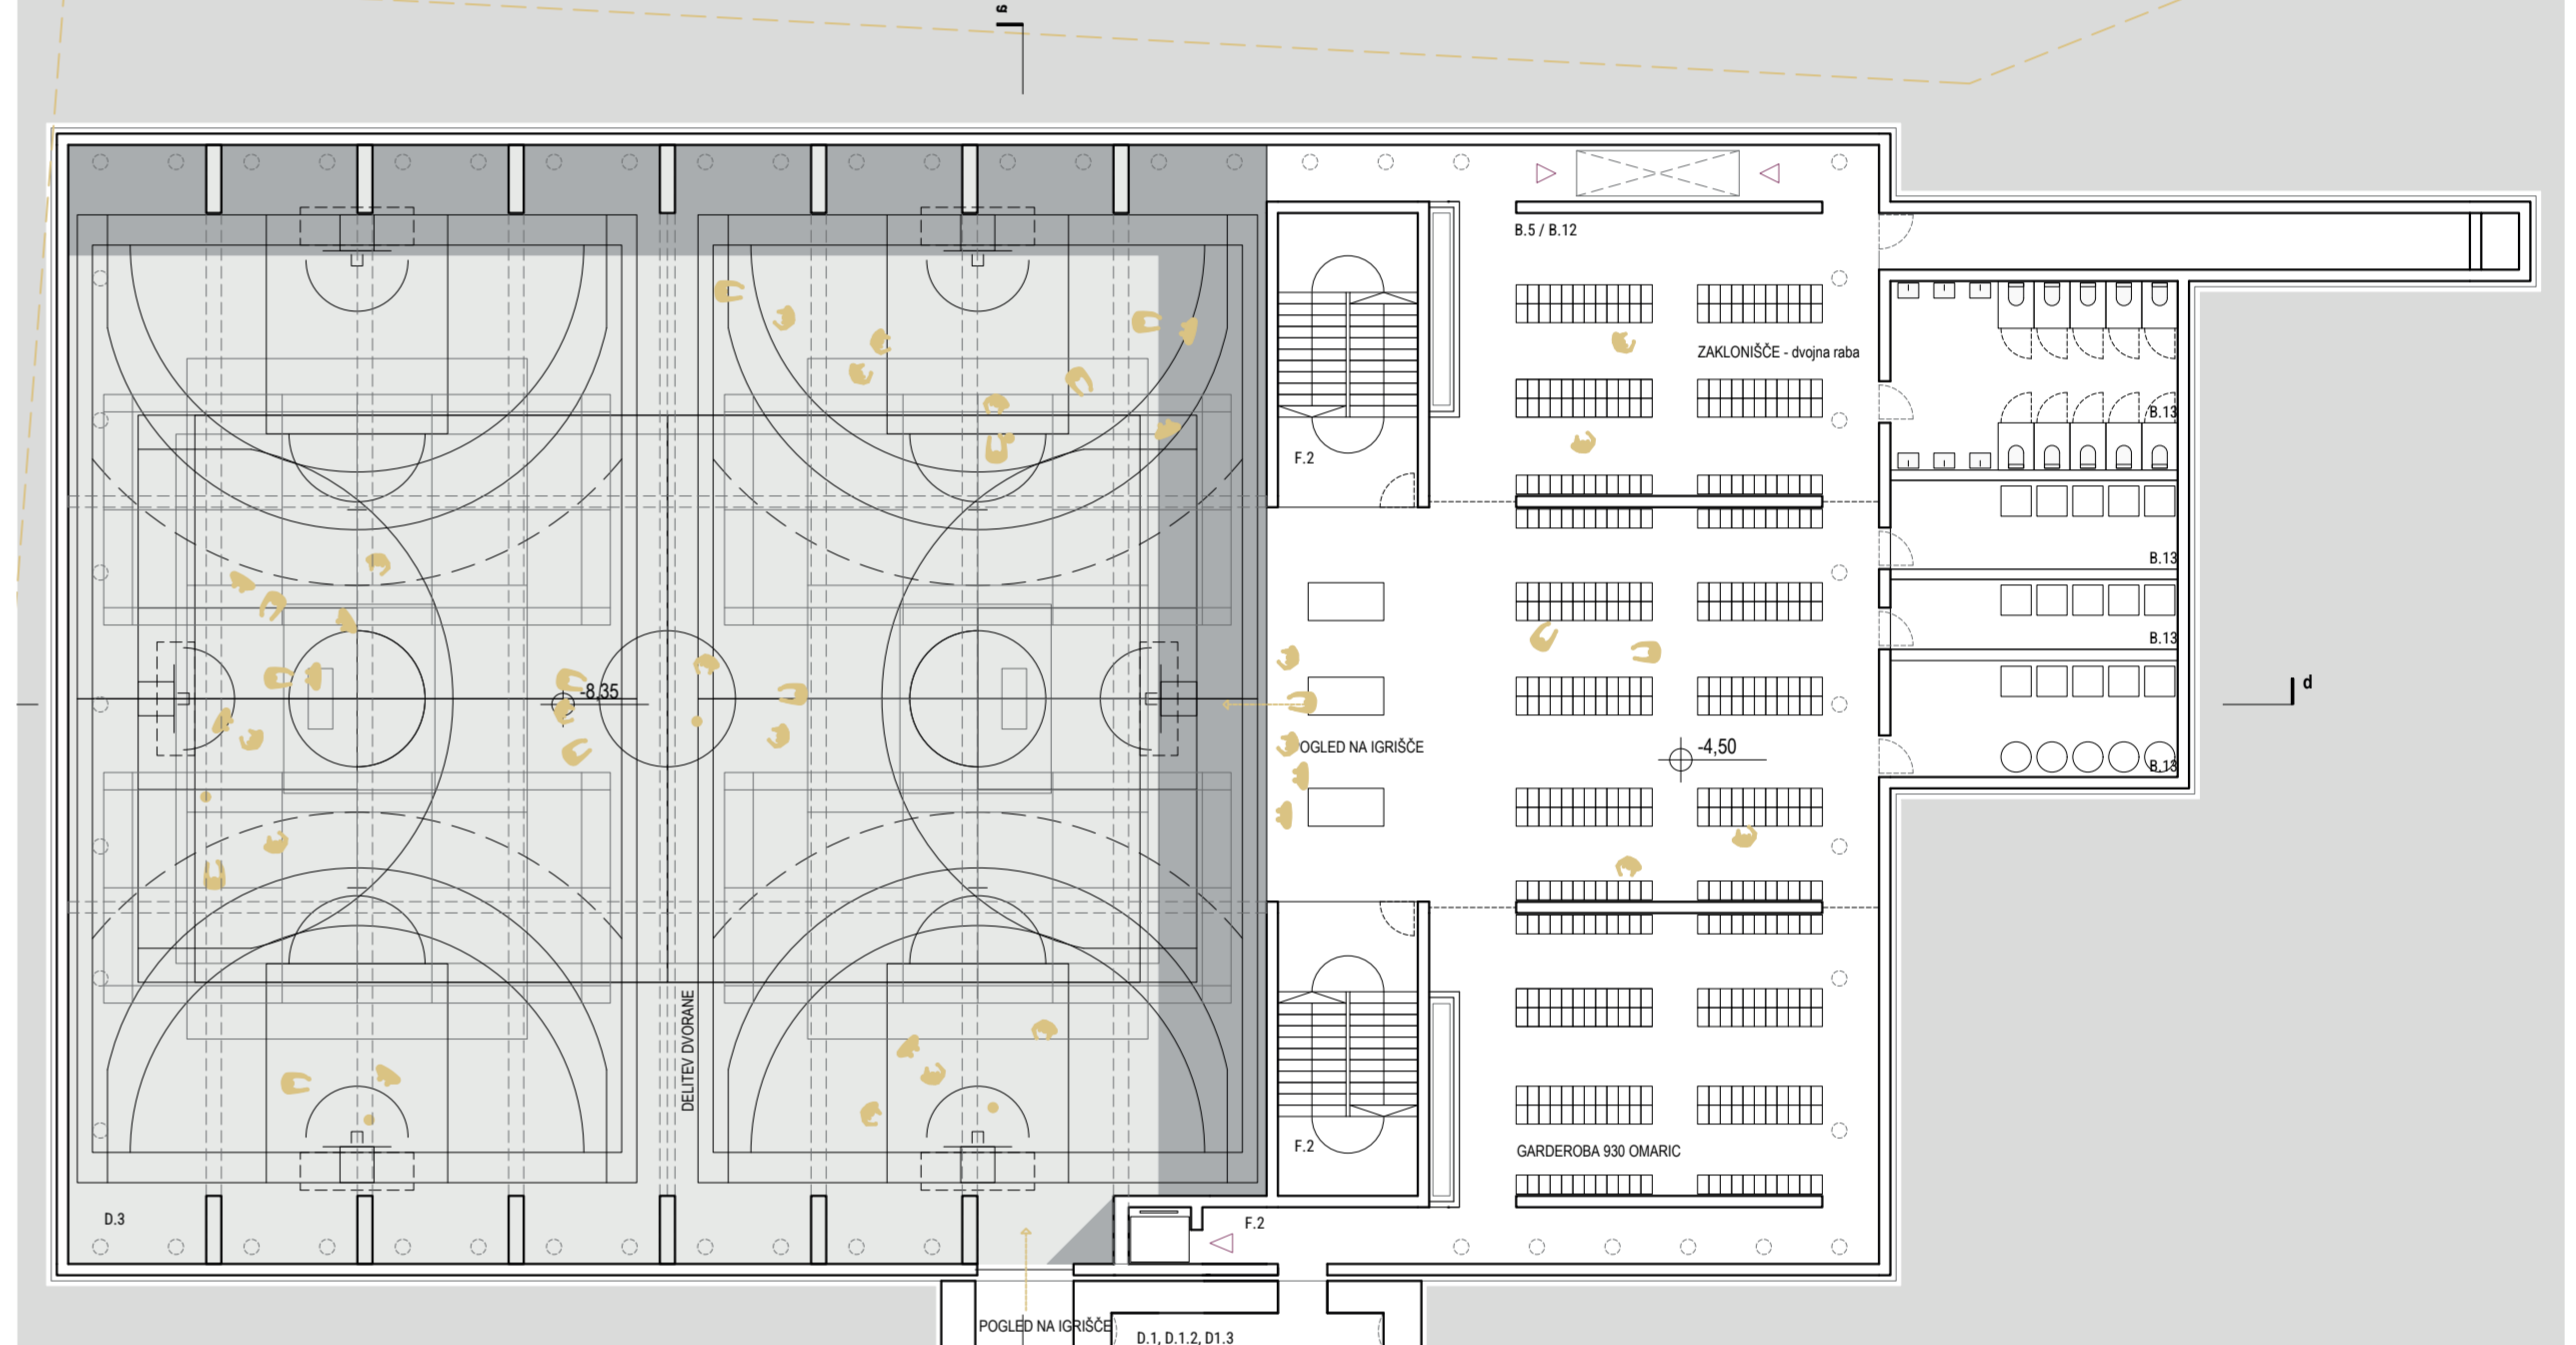 B.5 / B.12
ZAKLONIŠČE - dvojna raba
B.13
F.2
B.13
B.13
-8,35
d
OGLED NA IGRIŠČE
-4,50
B.13
DELITEV DVORANE
F.2
GARDEROBA 930 OMARIC
D.3
F.2
POGLED NA IGRIŠČE
D.1, D.1.2, D1.3